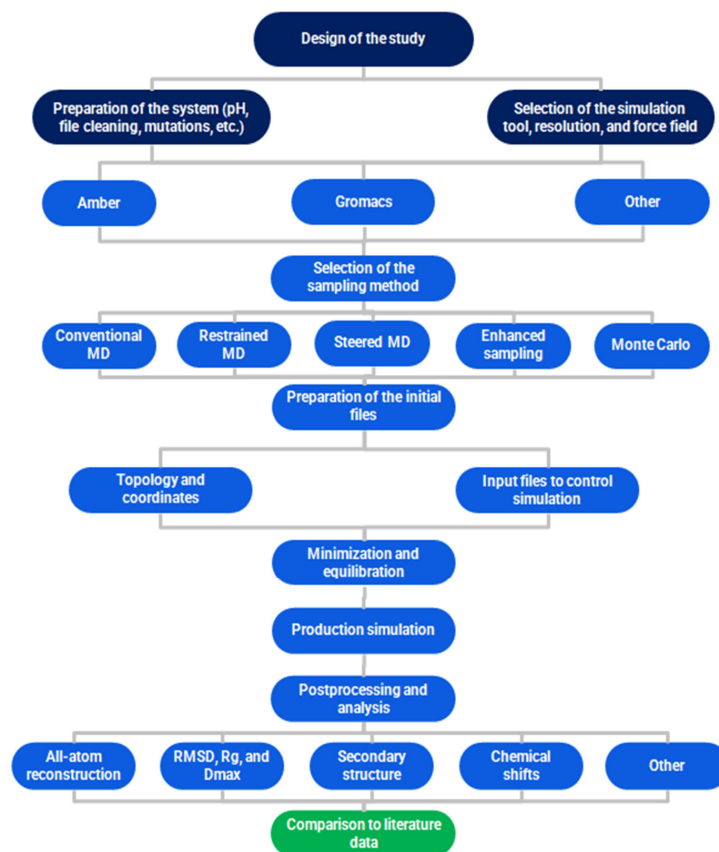 Design of the study
Preparation of the system (pH,
file cleaning, mutations, etc.)
Selection of the simulation
tool, resolution, and force field
Amber
Gromacs
Other
Selection of the
sampling method
Conventional
MD
Restrained
MD
Steered MD
Enhanced
sampling
Monte Carlo
Preparation of the initial
files
Topology and
coordinates
Input files to control
simulation
Minimization and
equilibration
Production simulation
Postprocessing and
analysis
All-atom
reconstruction
RMSD, Rg, and
Dmax
Secondary
structure
Chemical
shifts
Other
Comparison to literature
data